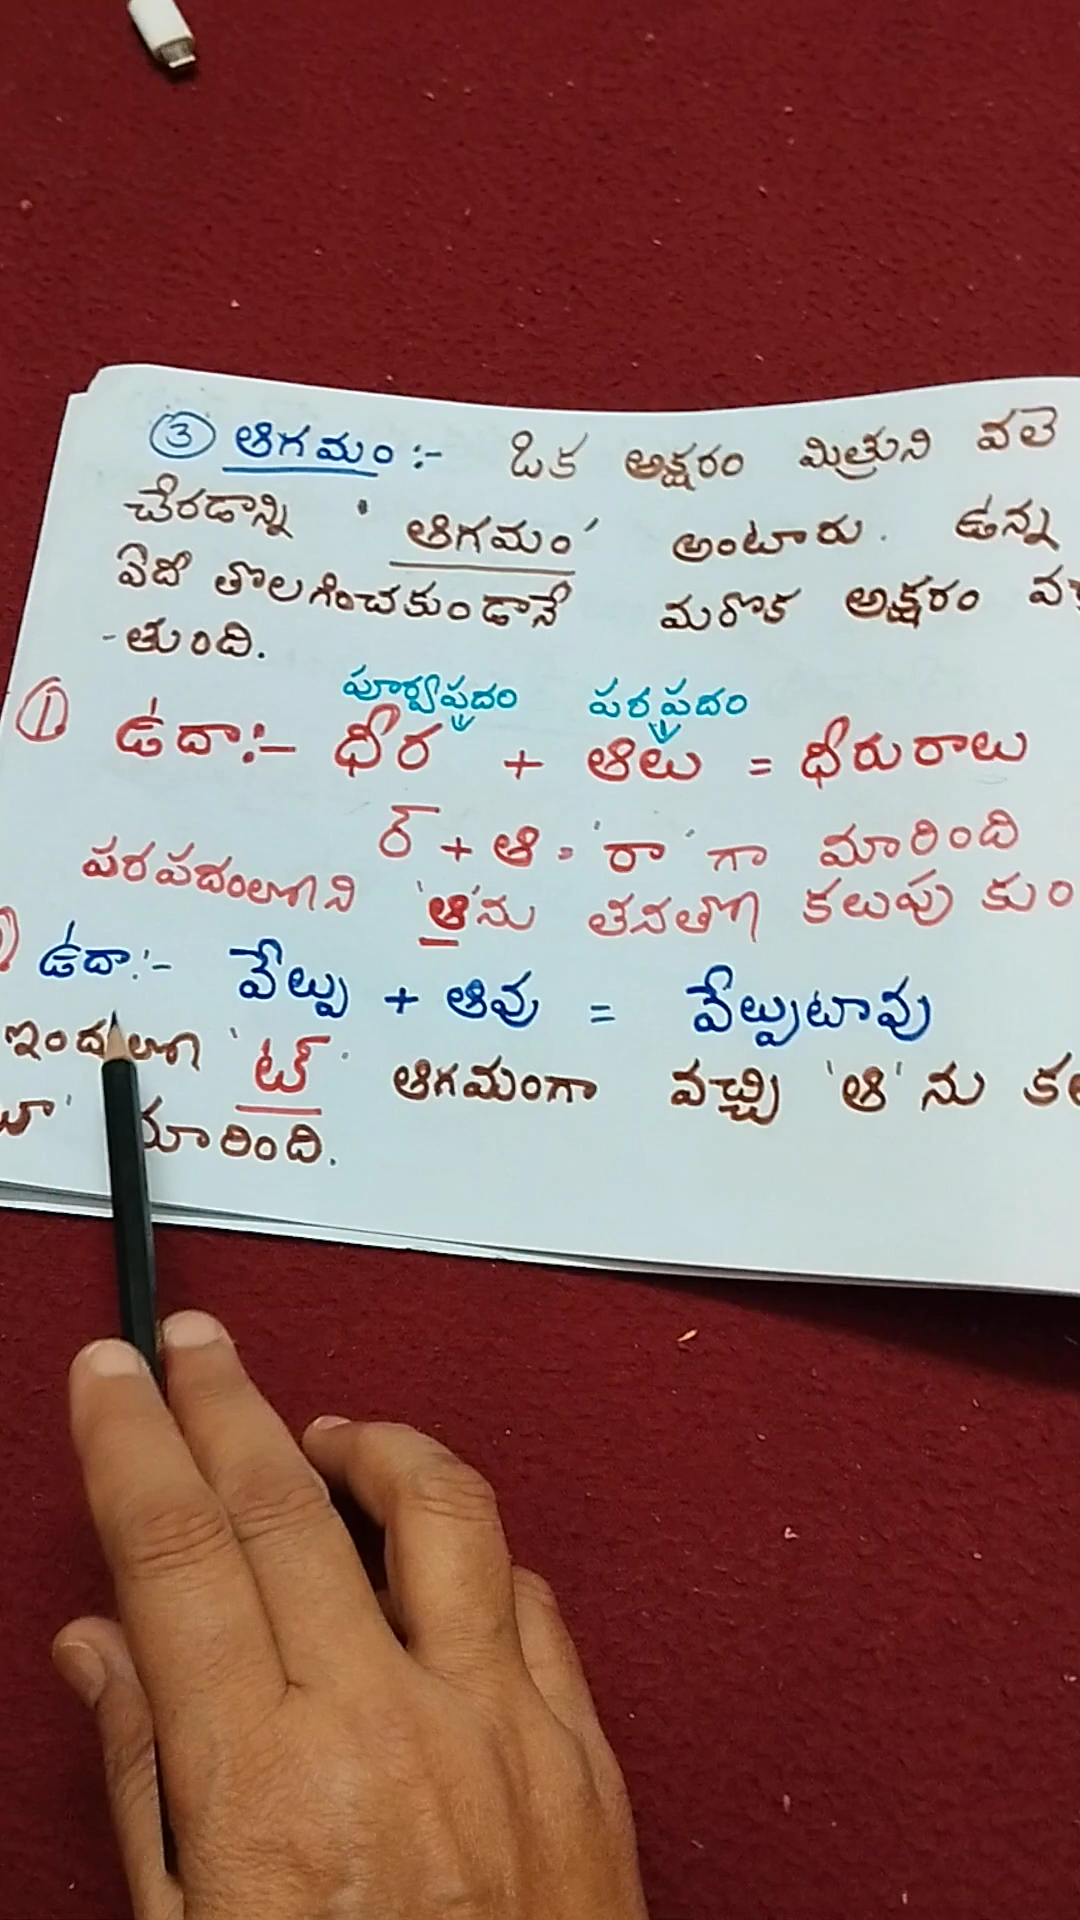 ③ ఆగమం :- ఒక అక్షరం మిత్రుని వలె
చేరడాన్ని ' ఆగమం' అంటారు. ఉన్న
ఏదీ తొలగించకుండానే మరొక అక్షరం
-తుంది.
పూర్వపదం పరపదం
① ఉదా:- ధీర + ఆలు = ధీరురాలు
ర్ + ఆ = 'రా' గా మారింది
పరపదంలోని 'ఆ'ను తనతో కలుపు కుం
ఉదా:- వేల్పు + ఆవు = వేల్పుటావు
ఇందులో 'ట్' ఆగమంగా వచ్చి 'ఆ'ను
మారింది.